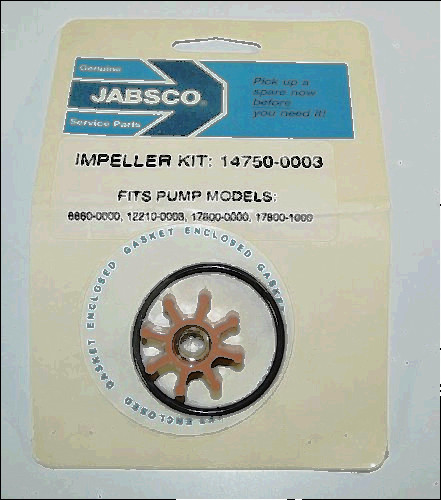 Genuine
JABSCO®
Service Parts
Pick up a
spare now
before
you need it!
IMPELLER KIT: 14750-0003
FITS PUMP MODELS:
6860-0000, 12210-0003, 17800-0000, 17800-1000
GASKET ENCLOSED GASKET ENCLOSED GASKET ENCLOSED